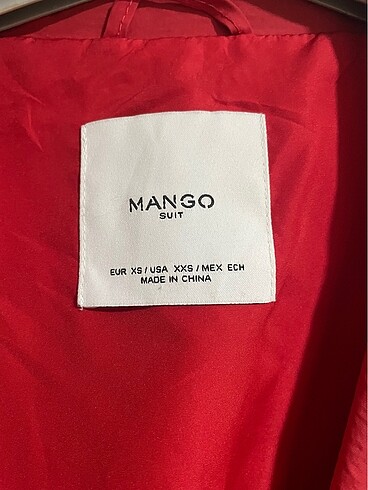 MANGO
SUIT
EUR XS / USA XXS / MEX ECH
MADE IN CHINA